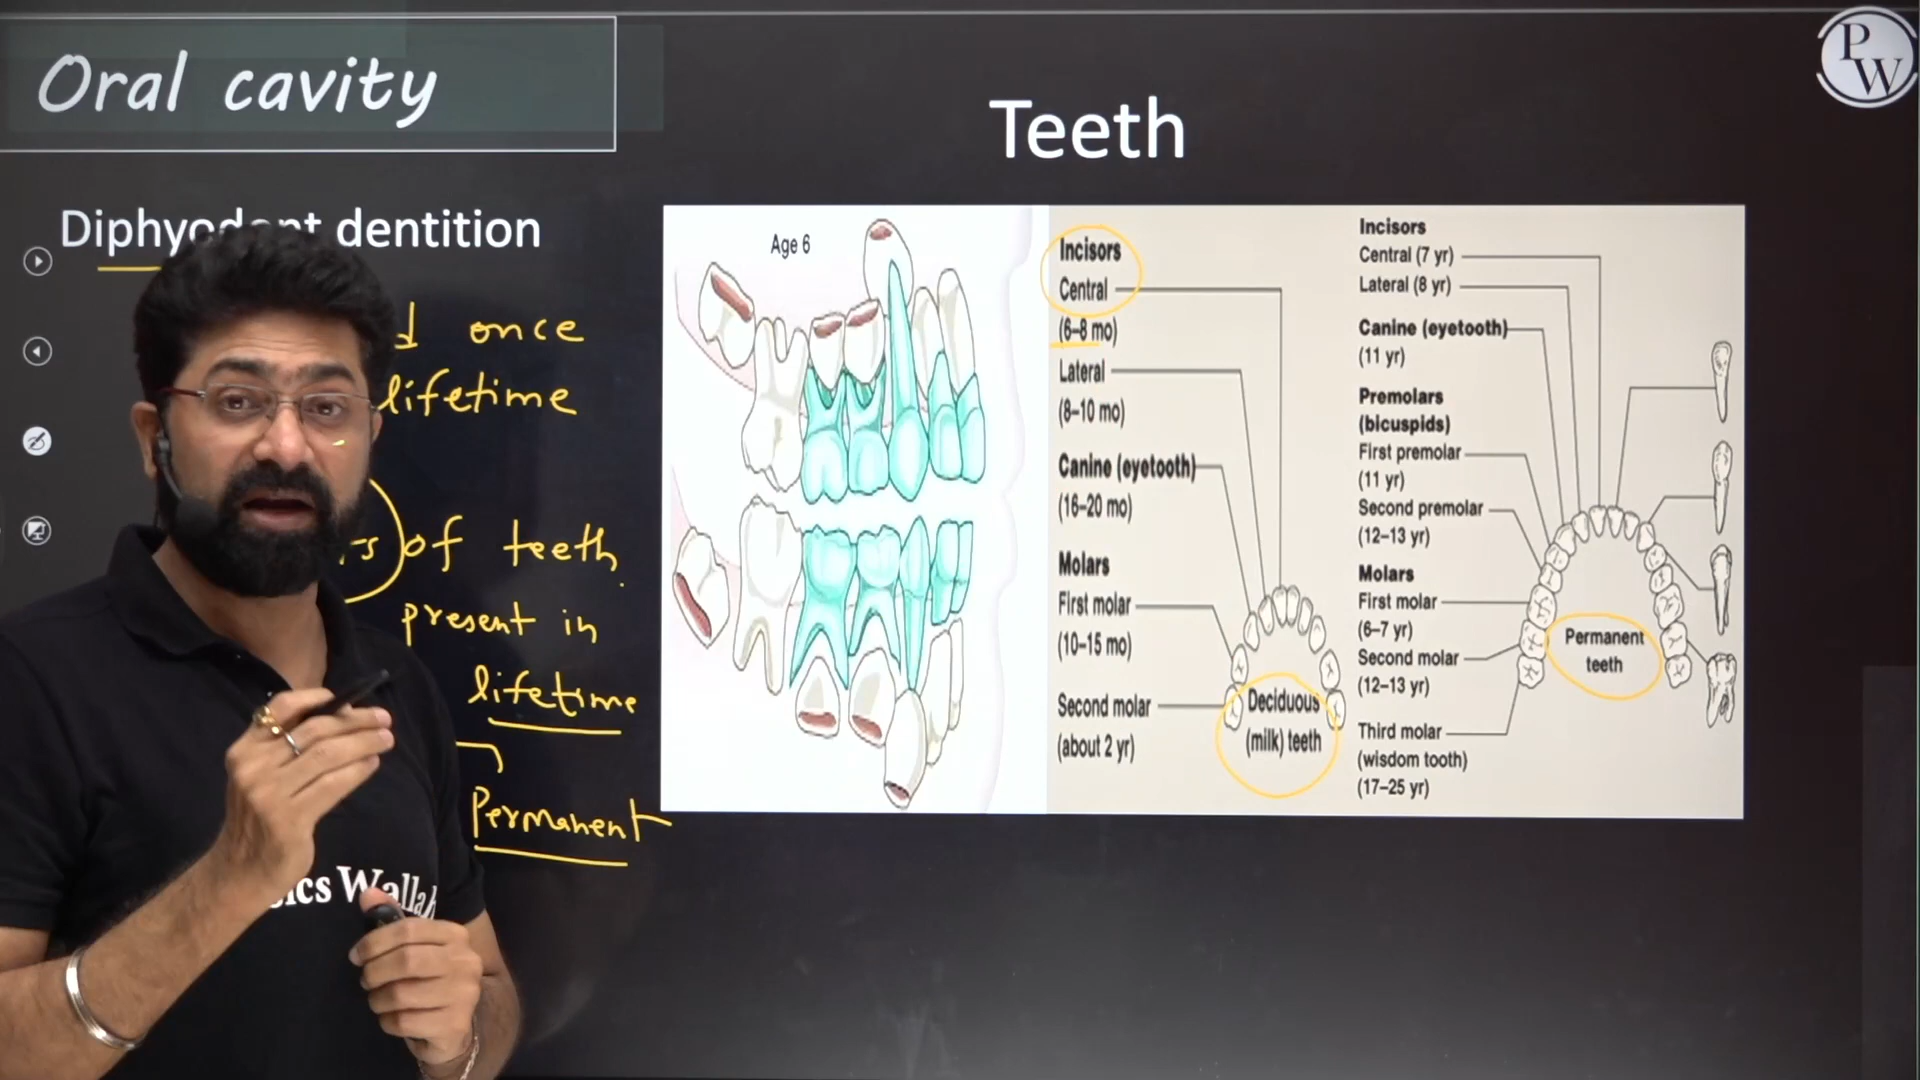 Oral cavity
Teeth
PW
dentition
once
lifetime
of teeth
present in
lifetime
Permanent
Age 6
Incisors
Central
(6–8 mo)
Lateral
(8–10 mo)
Canine (eyetooth)
(16–20 mo)
Molars
First molar
(10–15 mo)
Second molar
(about 2 yr)
Deciduous
(milk) teeth
Incisors
Central (7 yr)
Lateral (8 yr)
Canine (eyetooth)
(11 yr)
Premolars
(bicuspids)
First premolar
(11 yr)
Second premolar
(12–13 yr)
Molars
First molar
(6–7 yr)
Second molar
(12–13 yr)
Third molar
(wisdom tooth)
(17–25 yr)
Permanent
teeth
Wallah